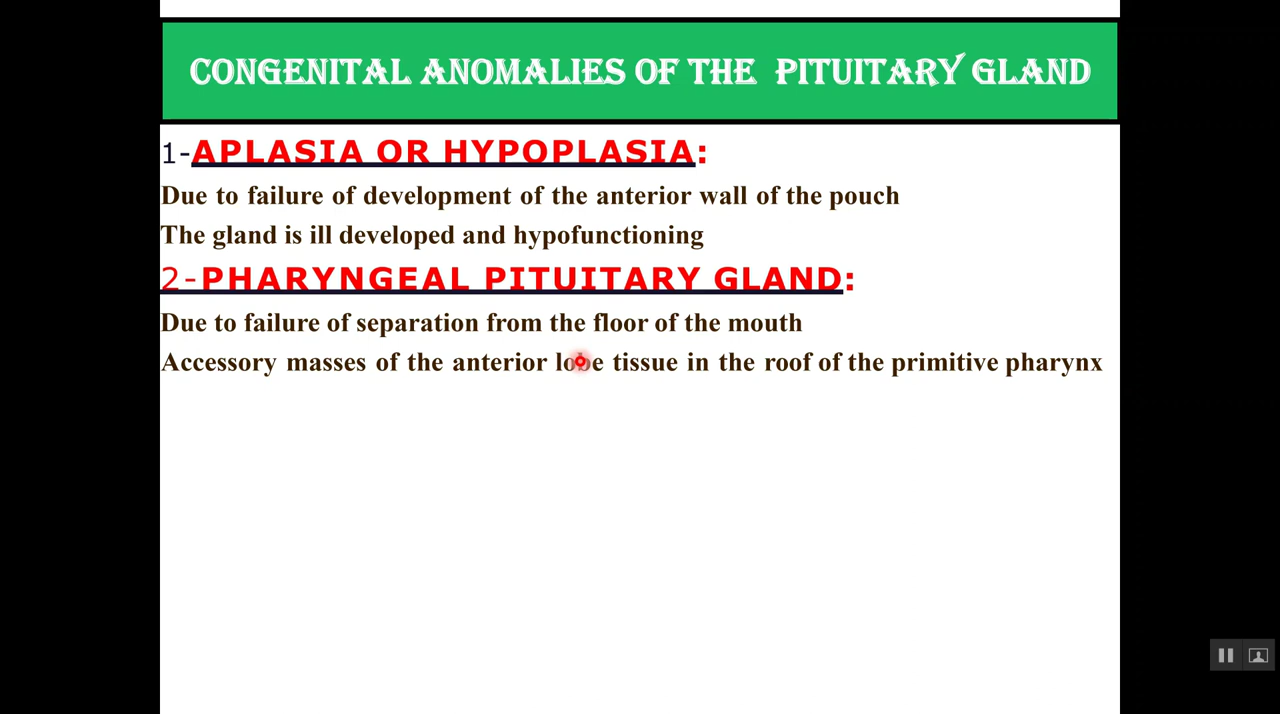 CONGENITAL ANOMALIES OF THE PITUITARY GLAND
1-APLASIA OR HYPOPLASIA:
Due to failure of development of the anterior wall of the pouch
The gland is ill developed and hypofunctioning
2-PHARYNGEAL PITUITARY GLAND:
Due to failure of separation from the floor of the mouth
Accessory masses of the anterior lobe tissue in the roof of the primitive pharynx